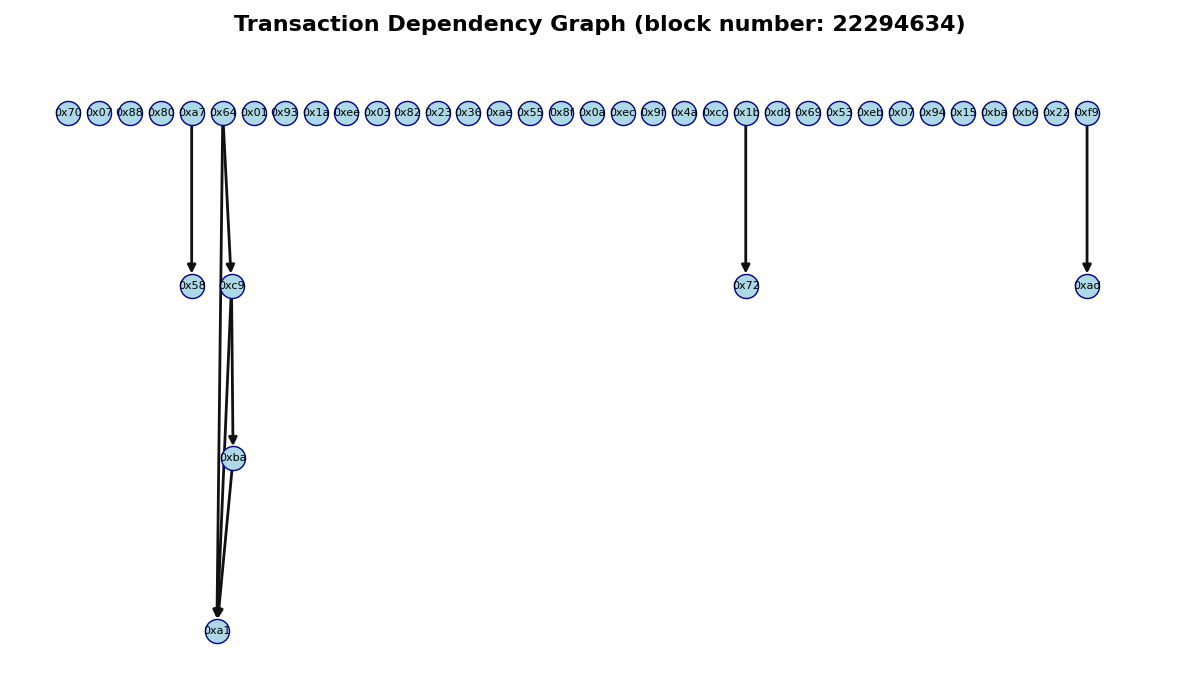 Transaction Dependency Graph (block number: 22294634)
0x70 0x07 0x88 0x80 0xa7 0x64 0x01 0x93 0x1a 0xee 0x03 0x82 0x23 0x36 0xae 0x55 0x8f 0x0a 0xec 0x9f 0x4a 0xcc 0x1b 0xd8 0x69 0x53 0xeb 0x07 0x94 0x15 0xba 0xb6 0x22 0xf9
0x58 0xc9 0x72 0xad
0xba
0xa1